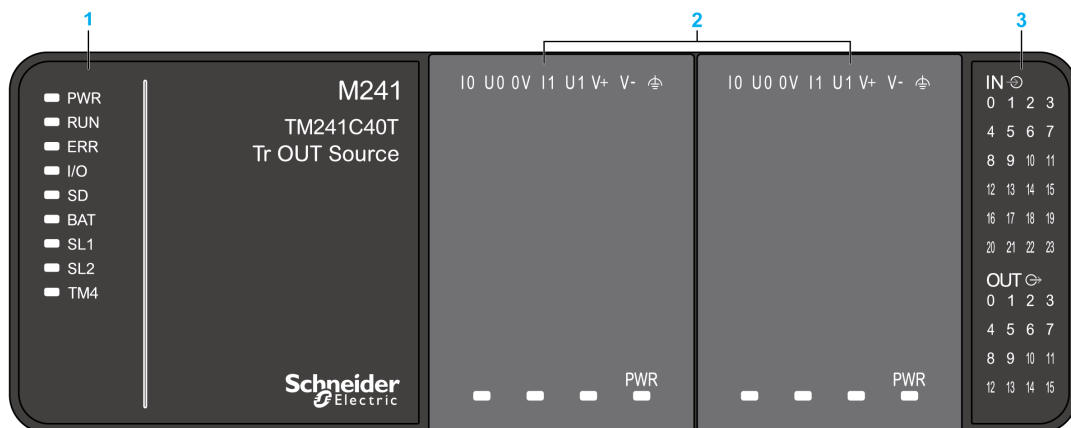 1
2
3
PWR
RUN
ERR
I/O
SD
BAT
SL1
SL2
TM4
M241
TM241C40T
Tr OUT Source
Schneider
Electric
I0 U0 0V I1 U1 V+ V-
PWR
I0 U0 0V I1 U1 V+ V-
PWR
IN
0 1 2 3
4 5 6 7
8 9 10 11
12 13 14 15
16 17 18 19
20 21 22 23
OUT
0 1 2 3
4 5 6 7
8 9 10 11
12 13 14 15